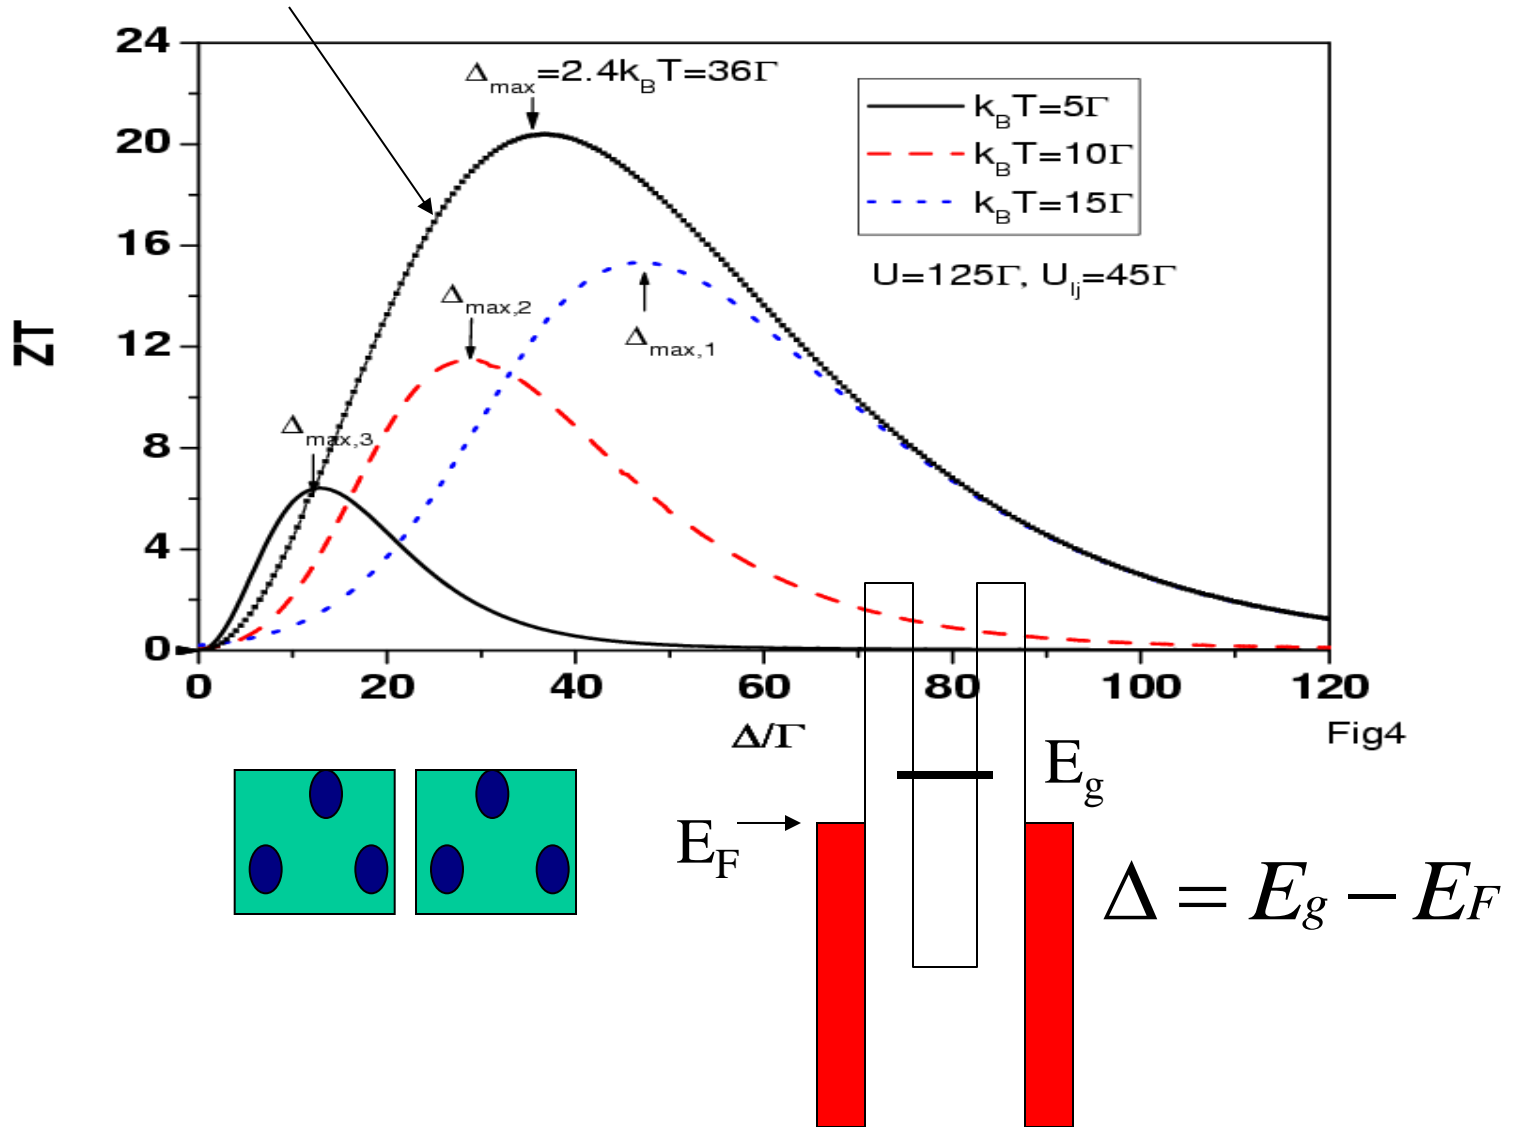 24
20
16
12
8
4
0
ZT
Δmax=2.4kBT=36Γ
kBT=5Γ
kBT=10Γ
kBT=15Γ
U=125Γ, UIj=45Γ
Δmax,2
Δmax,1
Δmax,3
0 20 40 60 80 100 120
Δ/Γ
Fig4
Eg
EF
Δ = Eg − EF